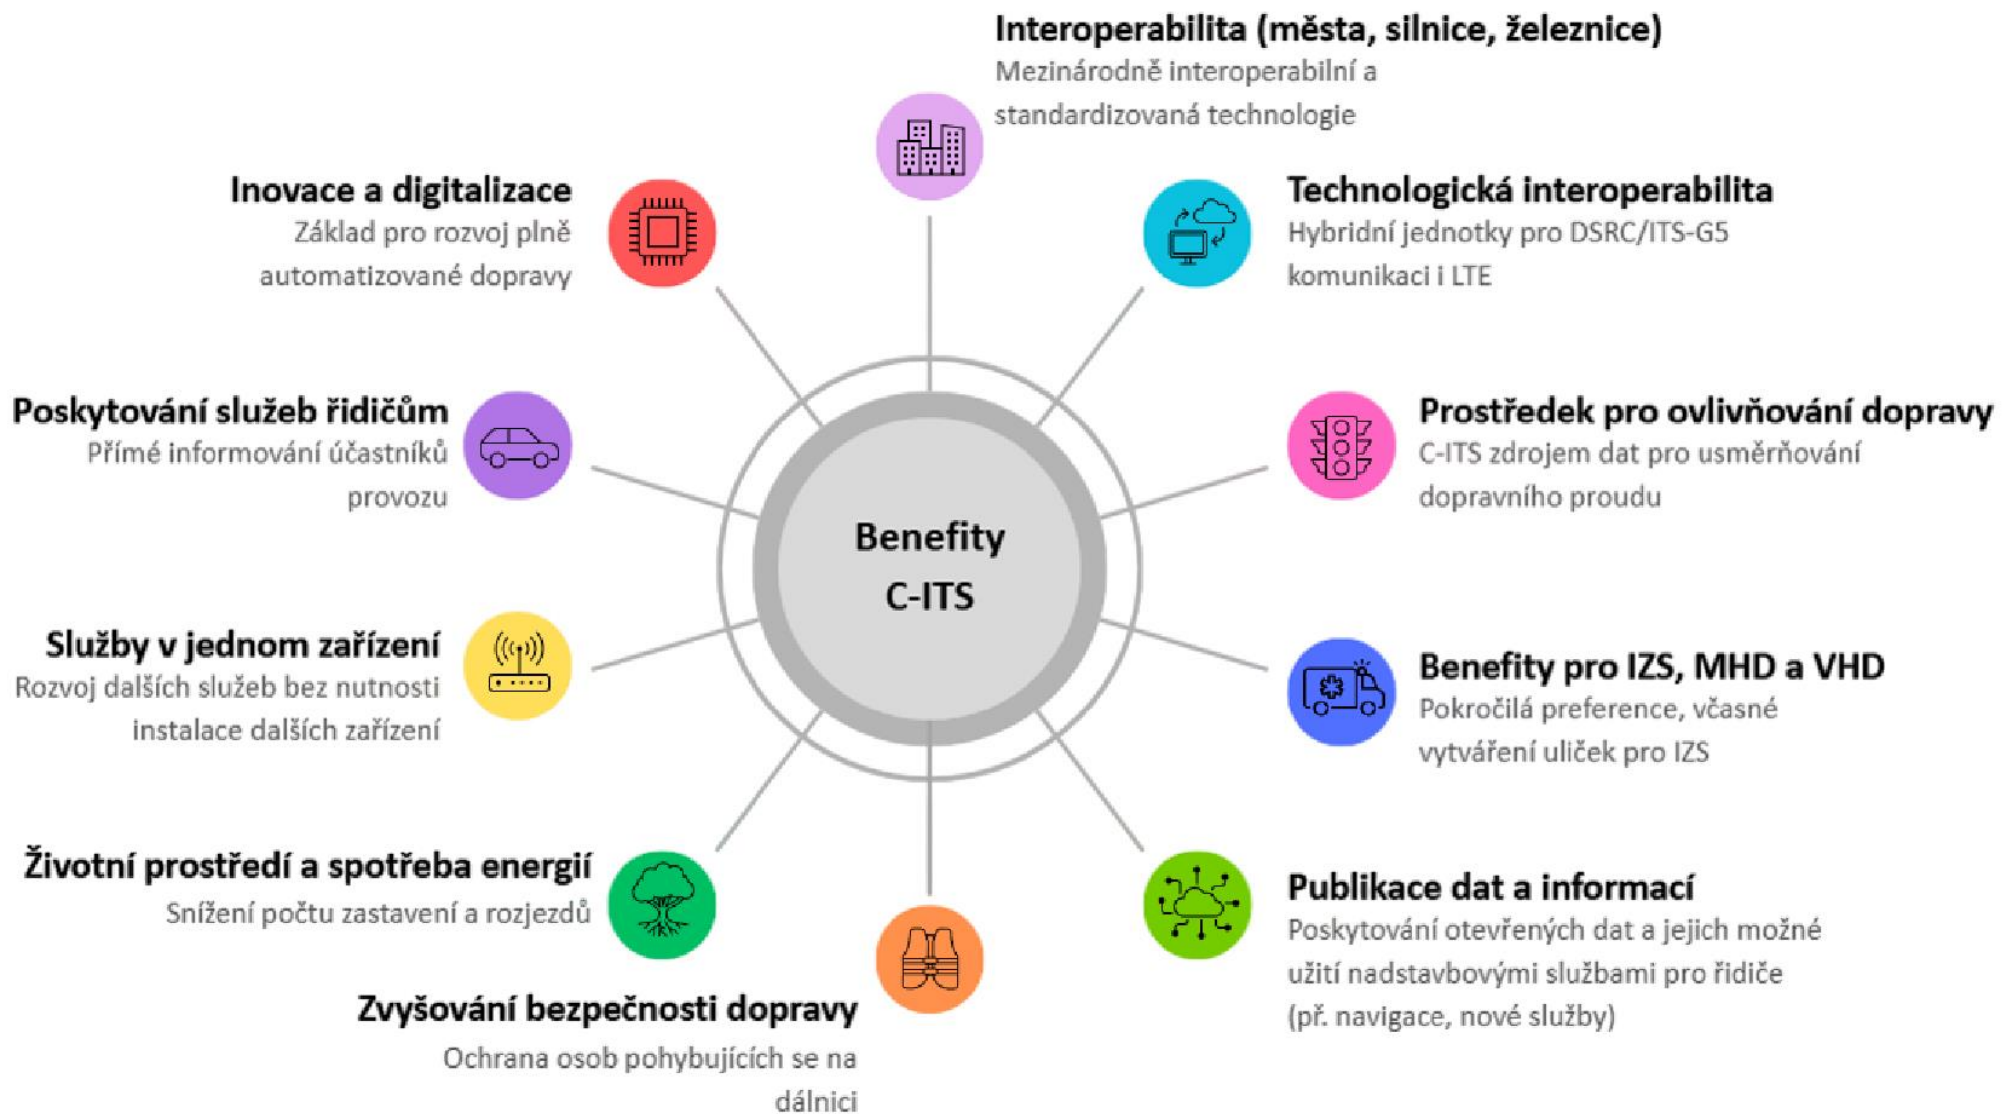 Interoperabilita (města, silnice, železnice)
Mezinárodně interoperabilní a
standardizovaná technologie
Technologická interoperabilita
Hybridní jednotky pro DSRC/ITS-G5
komunikaci i LTE
Prostředek pro ovlivňování dopravy
C-ITS zdrojem dat pro usměrňování
dopravního proudu
Benefity pro IZS, MHD a VHD
Pokročilá preference, včasné
vytváření uliček pro IZS
Publikace dat a informací
Poskytování otevřených dat a jejich možné
užití nadstavbovými službami pro řidiče
(př. navigace, nové služby)
Zvyšování bezpečnosti dopravy
Ochrana osob pohybujících se na
dálnici
Životní prostředí a spotřeba energií
Snížení počtu zastavení a rozjezdů
Služby v jednom zařízení
Rozvoj dalších služeb bez nutnosti
instalace dalších zařízení
Poskytování služeb řidičům
Přímé informování účastníků
provozu
Inovace a digitalizace
Základ pro rozvoj plně
automatizované dopravy
Benefity
C-ITS